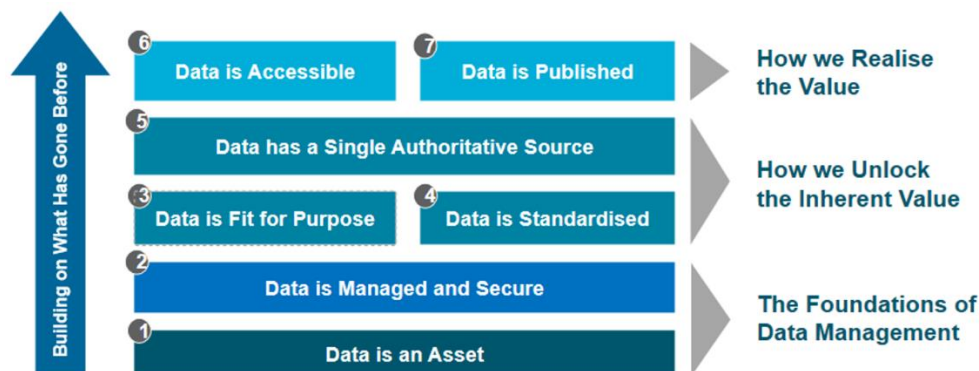 Building on What Has Gone Before
6
Data is Accessible
7
Data is Published
How we Realise
the Value
5
Data has a Single Authoritative Source
3
Data is Fit for Purpose
4
Data is Standardised
How we Unlock
the Inherent Value
2
Data is Managed and Secure
1
Data is an Asset
The Foundations of
Data Management